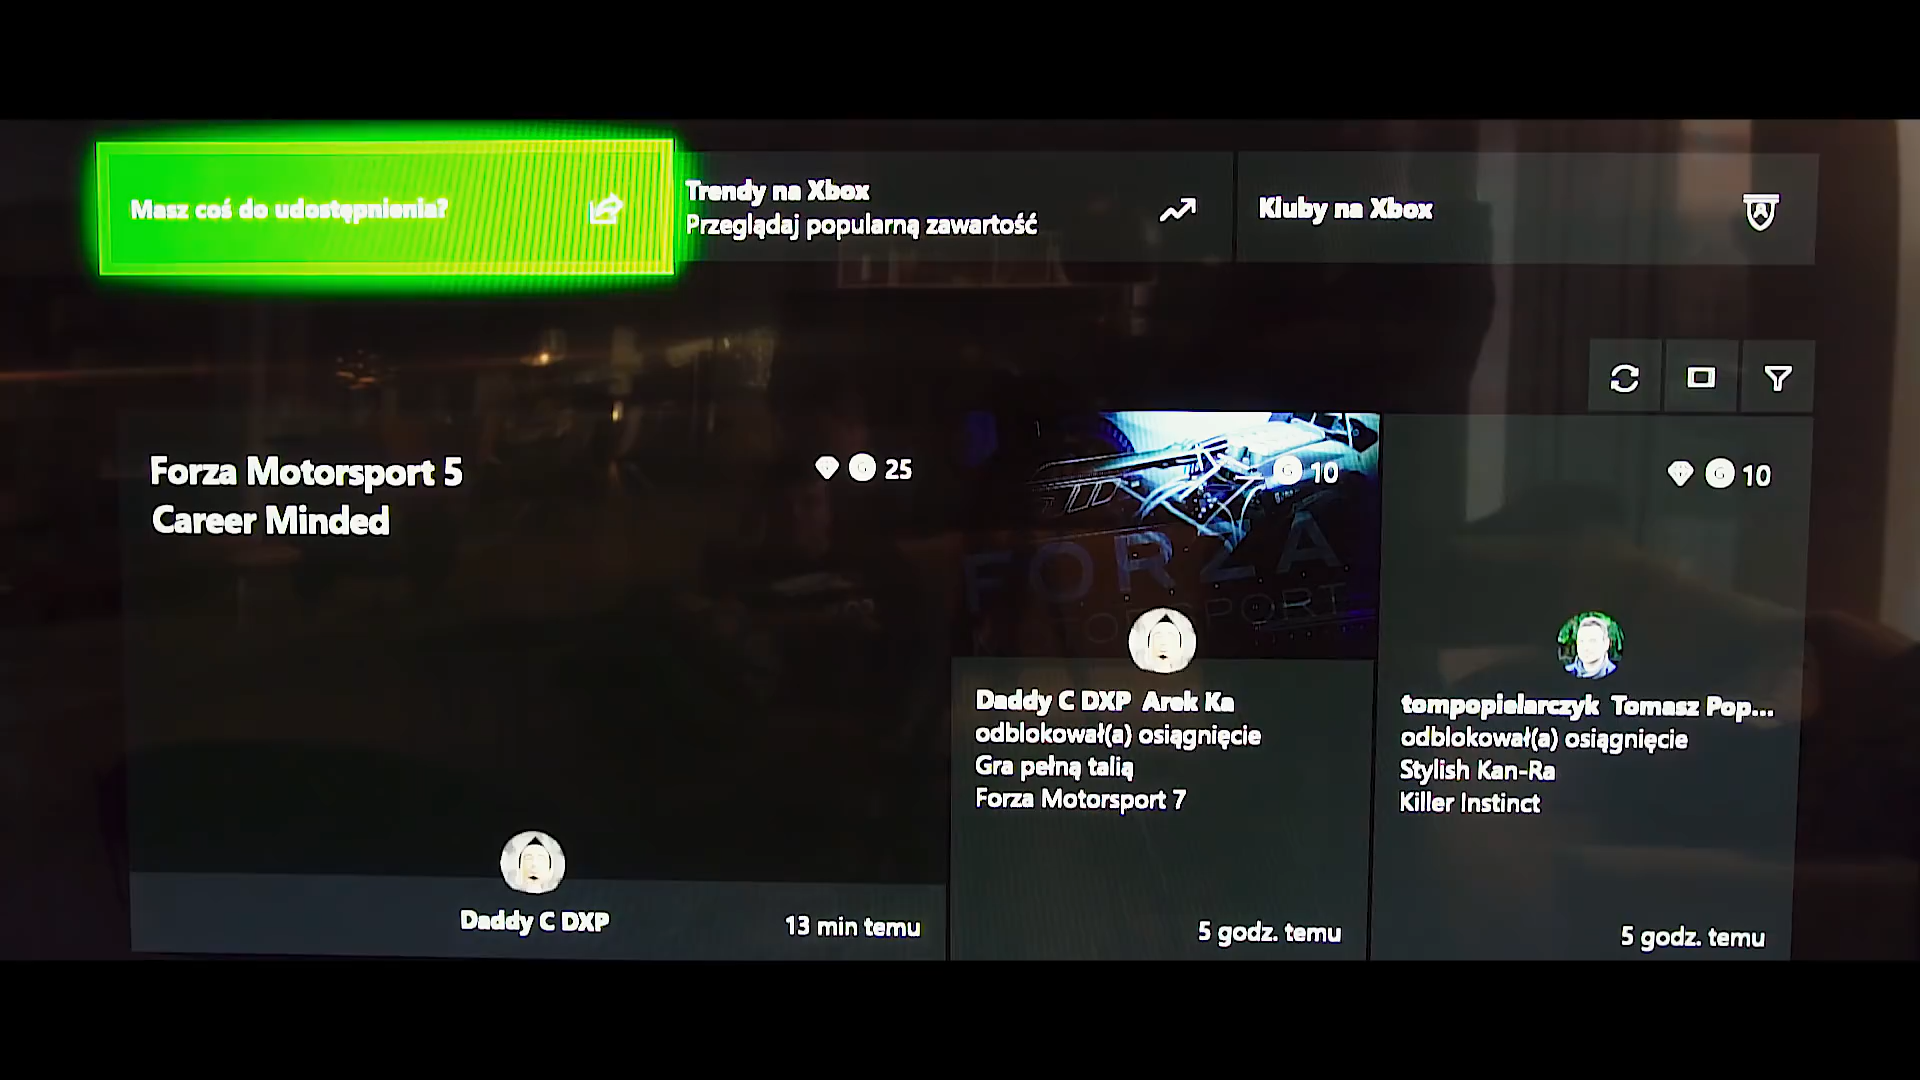 Masz coś do udostępnienia?
Trendy na Xbox
Przeglądaj popularną zawartość
Kluby na Xbox
Forza Motorsport 5
Career Minded
G 25
Daddy C DXP
13 min temu
G 10
FORZA
MOTORSPORT
Daddy C DXP Arek Ka
odblokował(a) osiągnięcie
Gra pełną talią
Forza Motorsport 7
5 godz. temu
G 10
tompopielarczyk Tomasz Pop...
odblokował(a) osiągnięcie
Stylish Kan-Ra
Killer Instinct
5 godz. temu